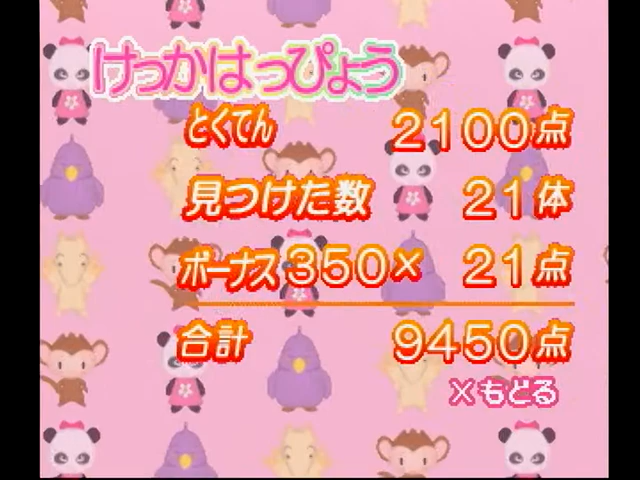 けっかはっぴょう
とくてん 2100点
見つけた数 21体
ボーナス350× 21点
合計 9450点
×もどる